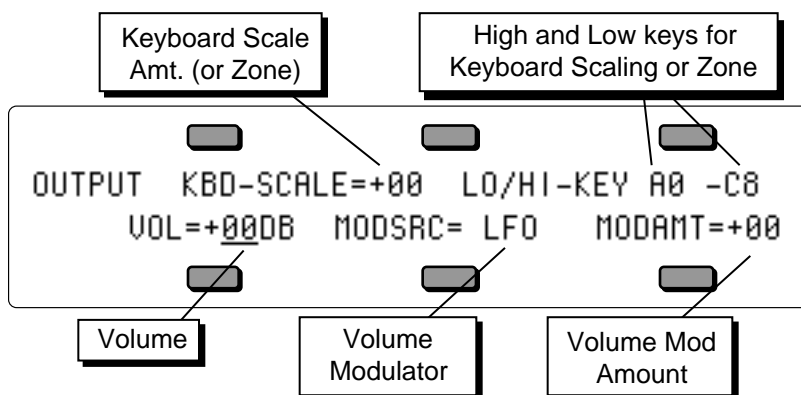 Keyboard Scale
Amt. (or Zone)
High and Low keys for
Keyboard Scaling or Zone
OUTPUT KBD-SCALE=+00 LO/HI-KEY A0 -C8
VOL=+00DB MODSRC= LFO MODAMT=+00
Volume
Volume
Modulator
Volume Mod
Amount